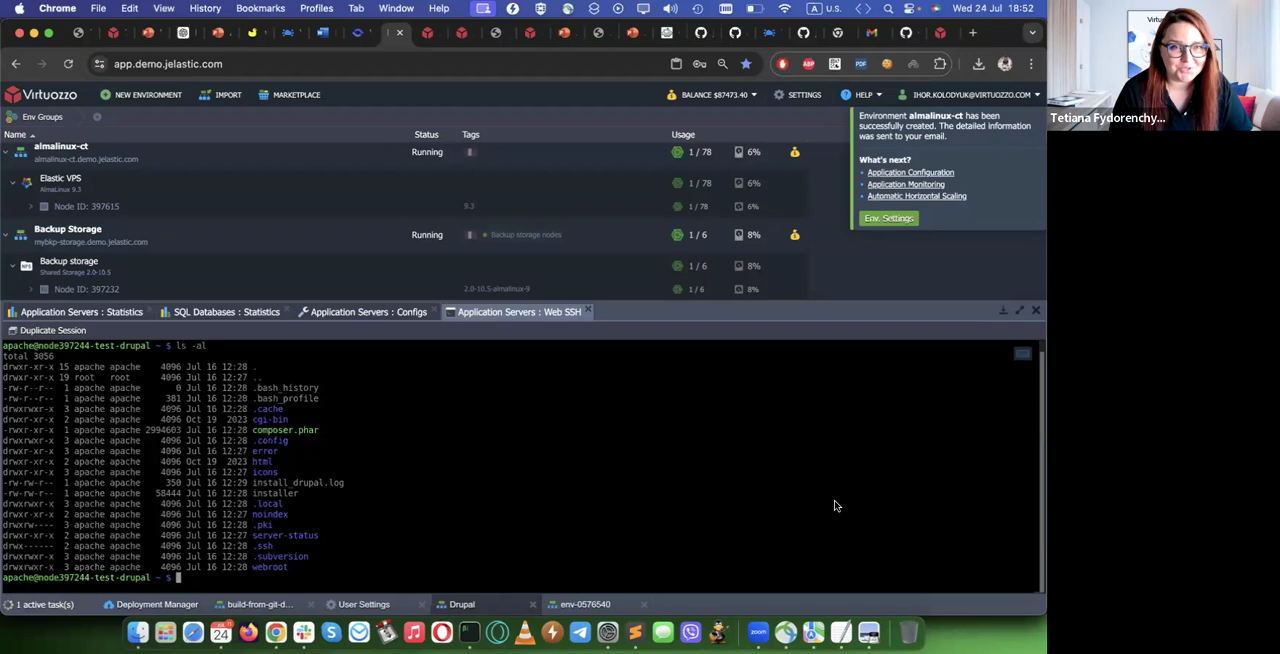 Chrome File Edit View History Bookmarks Profiles Tab Window Help A U.S. Wed 24 Jul 18:52
app.demo.jelastic.com
Virtuozzo NEW ENVIRONMENT IMPORT MARKETPLACE BALANCE $87473.40 SETTINGS HELP IHOR.KOLODYUK@VIRTUOZZO.COM
Env Groups
Name Status Tags Usage
almalinux-ct Running 1 / 78 6%
almalinux-ct.demo.jelastic.com
Elastic VPS 1 / 78 6%
AlmaLinux 9.3
Node ID: 397615 9.3 1 / 78 6%
Backup Storage Running Backup storage nodes 1 / 6 8%
mybkp-storage.demo.jelastic.com
Backup storage 1 / 6 8%
Shared Storage 2.0-10.5
Node ID: 397232 2.0-10.5-almalinux-9 1 / 6 8%
Environment almalinux-ct has been
successfully created. The detailed information
was sent to your email.
What's next?
Application Configuration
Application Monitoring
Automatic Horizontal Scaling
Env. Settings
Application Servers : Statistics SQL Databases : Statistics Application Servers : Configs Application Servers : Web SSH
Duplicate Session
apache@node397244-test-drupal ~ $ ls -al
total 3056
drwxr-xr-x 15 apache apache 4096 Jul 16 12:28 .
drwxr-xr-x 19 root root 4096 Jul 16 12:27 ..
-rw-r--r-- 1 apache apache 0 Jul 16 12:28 .bash_history
-rw-r--r-- 1 apache apache 381 Jul 16 12:28 .bash_profile
drwxrwxr-x 3 apache apache 4096 Jul 16 12:28 .cache
drwxr-xr-x 2 apache apache 4096 Oct 19 2023 cgi-bin
-rwxr-xr-x 1 apache apache 2994603 Jul 16 12:28 composer.phar
drwxrwxr-x 3 apache apache 4096 Jul 16 12:28 .config
drwxr-xr-x 3 apache apache 4096 Jul 16 12:27 error
drwxr-xr-x 2 apache apache 4096 Oct 19 2023 html
drwxr-xr-x 3 apache apache 4096 Jul 16 12:27 icons
-rw-rw-r-- 1 apache apache 350 Jul 16 12:29 install_drupal.log
-rw-rw-r-- 1 apache apache 58444 Jul 16 12:28 installer
drwxrwxr-x 3 apache apache 4096 Jul 16 12:28 .local
drwxr-xr-x 2 apache apache 4096 Jul 16 12:27 noindex
drwxrw---- 3 apache apache 4096 Jul 16 12:28 .pki
drwxr-xr-x 2 apache apache 4096 Jul 16 12:27 server-status
drwx------ 2 apache apache 4096 Jul 16 12:28 .ssh
drwxrwxr-x 3 apache apache 4096 Jul 16 12:28 .subversion
drwxrwxr-x 3 apache apache 4096 Jul 16 12:28 webroot
apache@node397244-test-drupal ~ $
1 active task(s) Deployment Manager build-from-git-d... User Settings Drupal env-0576540
Tetiana Fydorenchy...